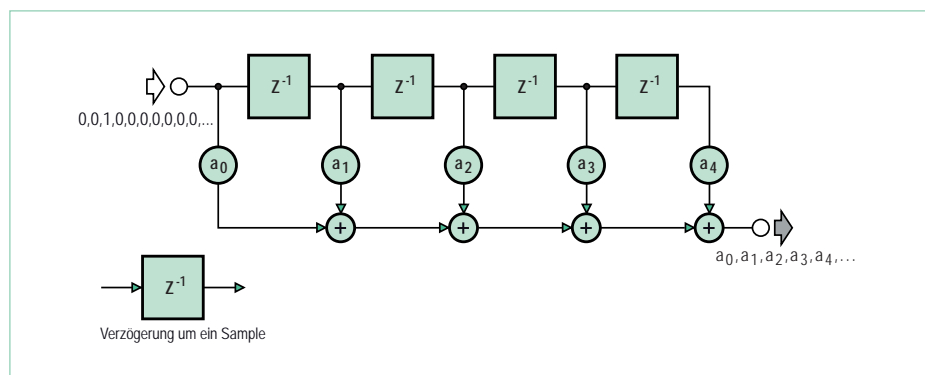 z⁻¹ z⁻¹ z⁻¹ z⁻¹
0,0,1,0,0,0,0,0,0,0,...
a₀ a₁ a₂ a₃ a₄
+ + + +
a₀,a₁,a₂,a₃,a₄,...
z⁻¹
Verzögerung um ein Sample